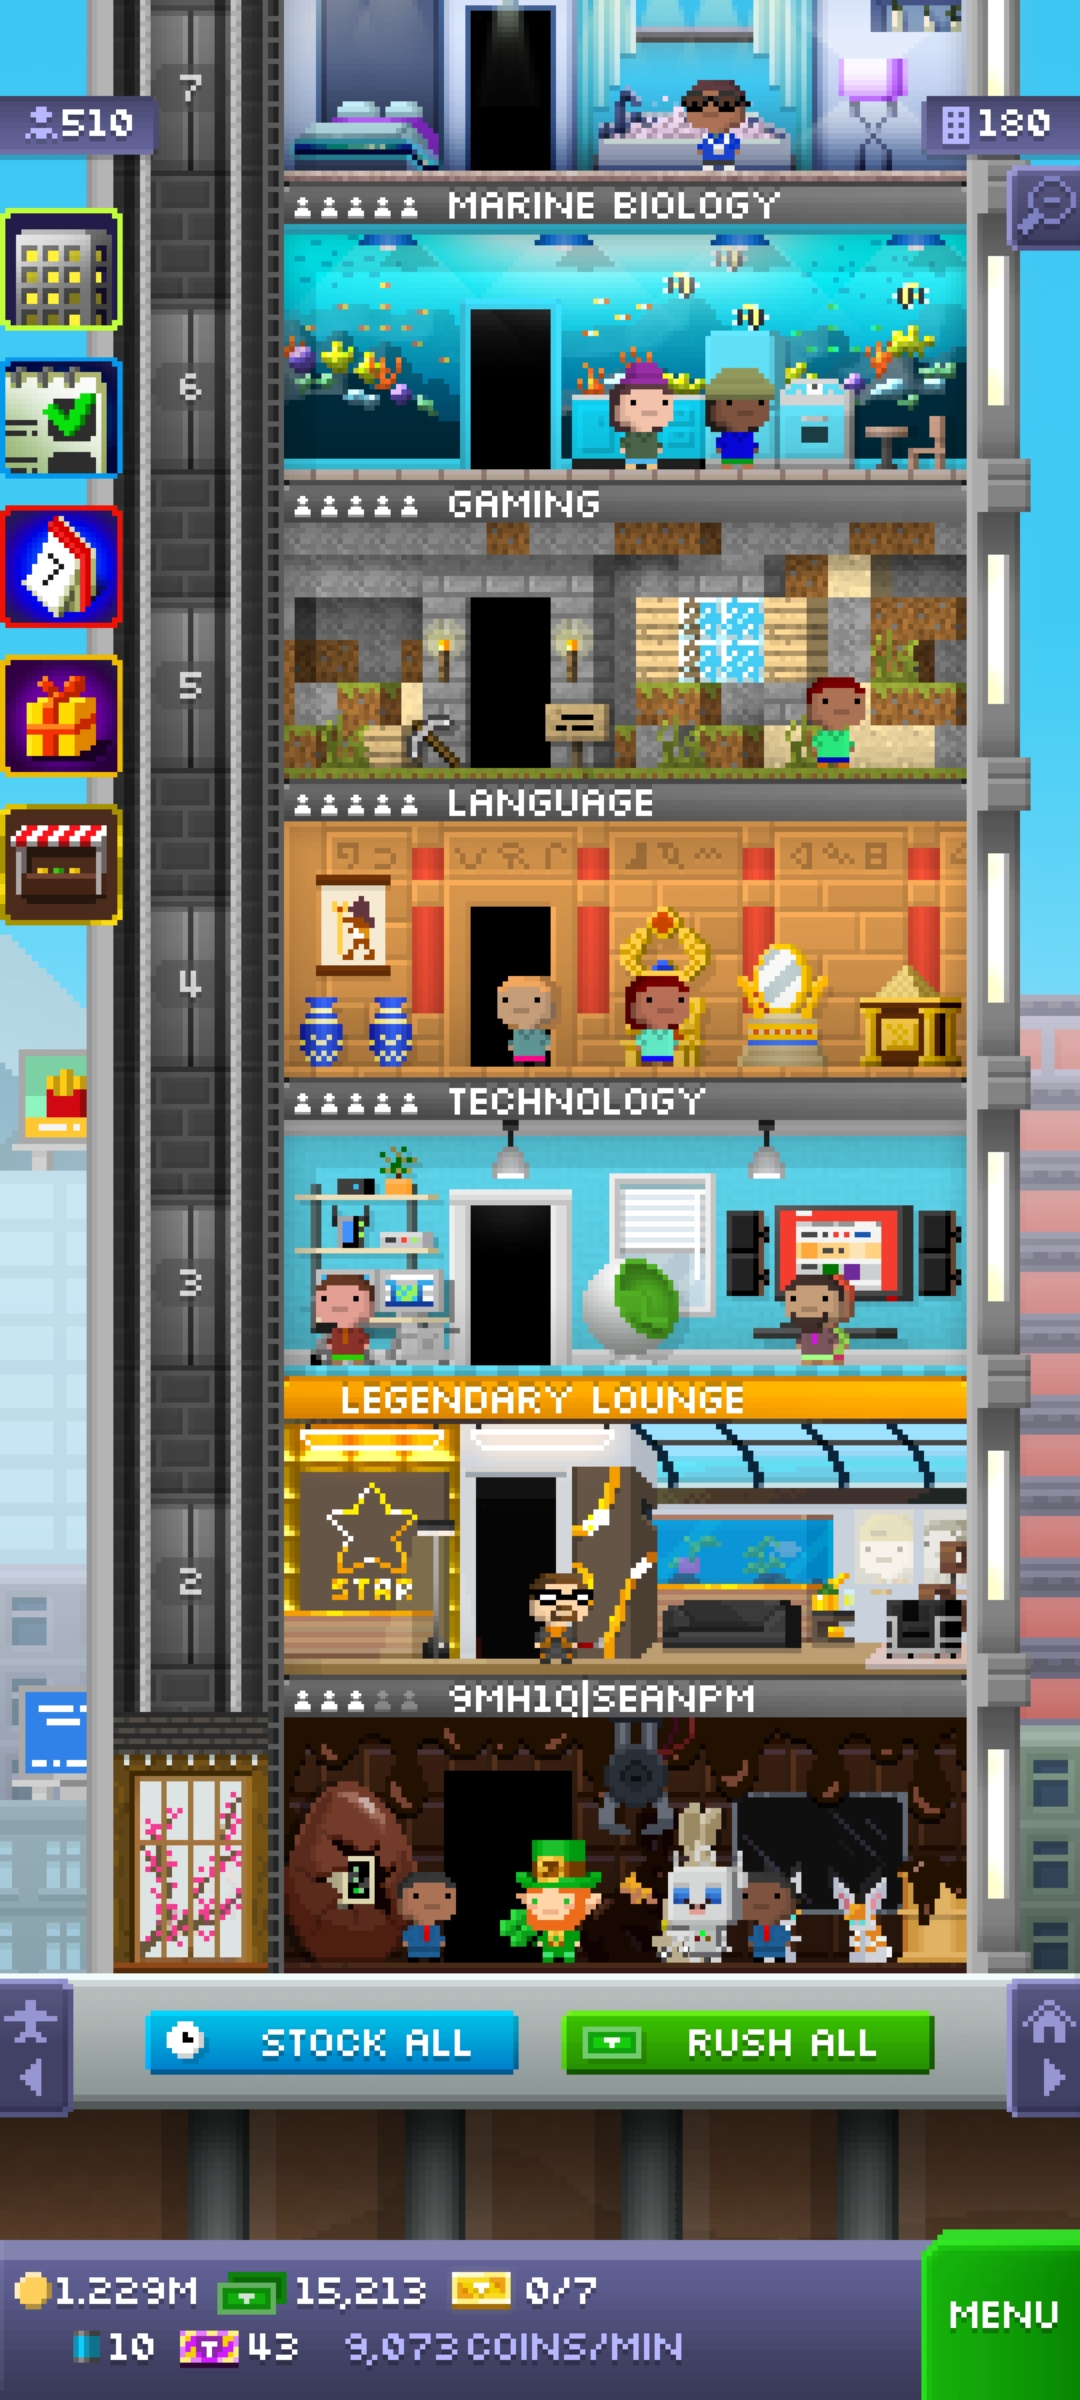 7
510
180
MARINE BIOLOGY
6
GAMING
5
LANGUAGE
4
TECHNOLOGY
3
LEGENDARY LOUNGE
STAR
2
9MH1Q|SEANPM
STOCK ALL
RUSH ALL
1.229M
15,213
0/7
MENU
10
43
9,073 COINS/MIN